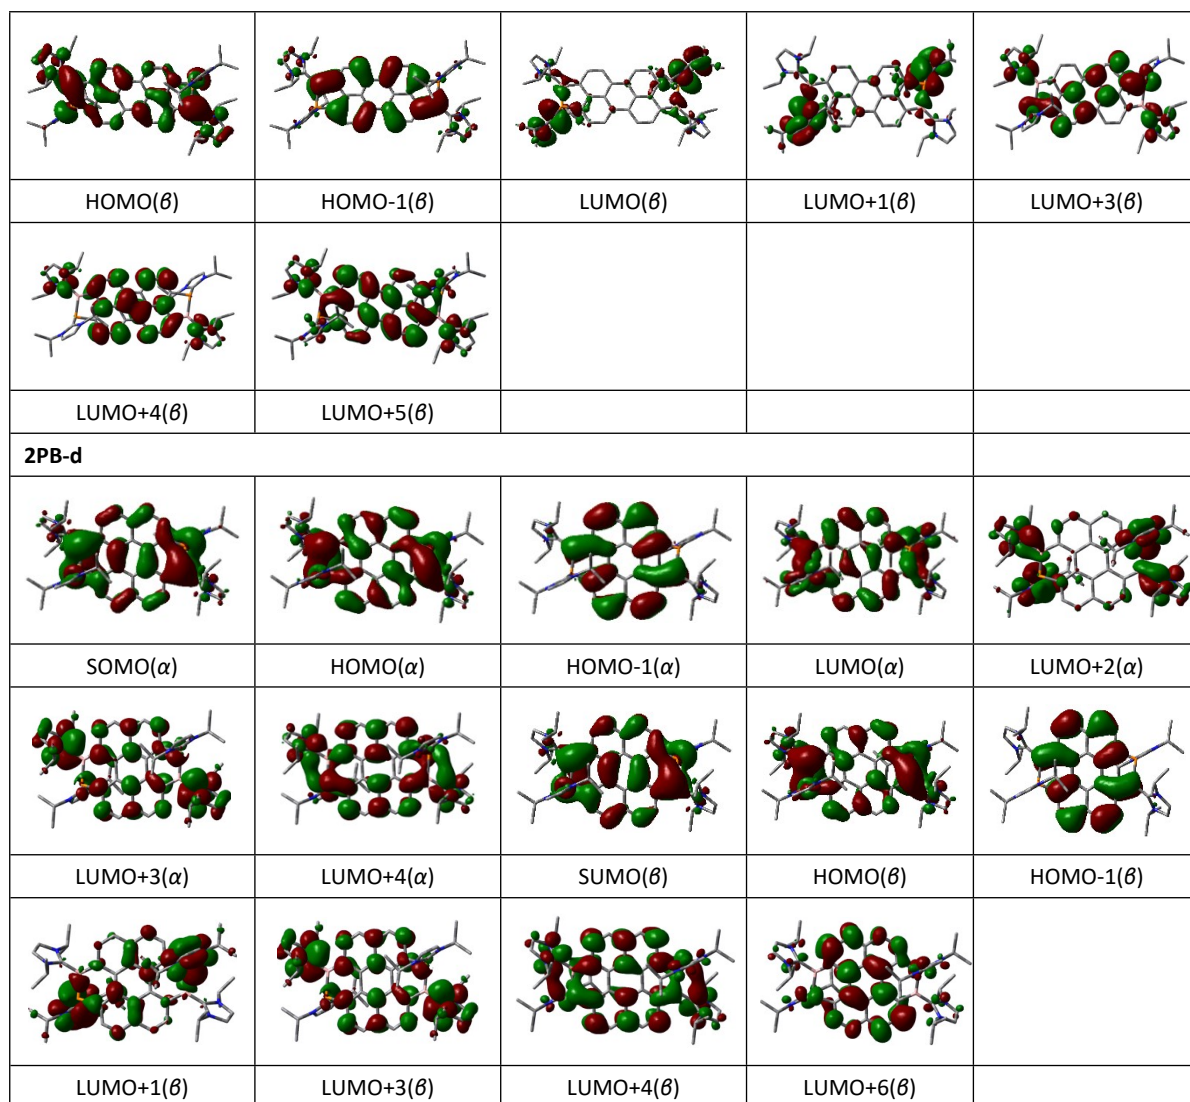 HOMO(β) HOMO-1(β) LUMO(β) LUMO+1(β) LUMO+3(β)
LUMO+4(β) LUMO+5(β)
2PB-d
SOMO(α) HOMO(α) HOMO-1(α) LUMO(α) LUMO+2(α)
LUMO+3(α) LUMO+4(α) SUMO(β) HOMO(β) HOMO-1(β)
LUMO+1(β) LUMO+3(β) LUMO+4(β) LUMO+6(β)